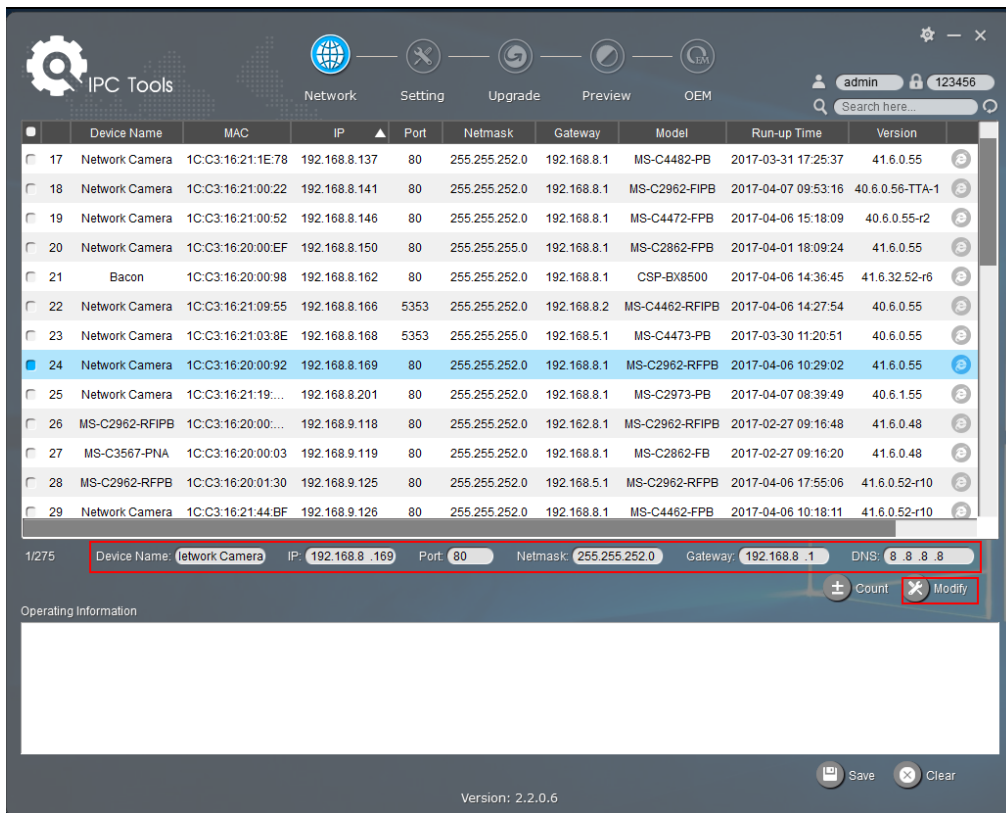 IPC Tools
Network Setting Upgrade Preview OEM
admin 123456
Search here...
Device Name MAC IP Port Netmask Gateway Model Run-up Time Version
17 Network Camera 1C:C3:16:21:1E:78 192.168.8.137 80 255.255.252.0 192.168.8.1 MS-C4482-PB 2017-03-31 17:25:37 41.6.0.55
18 Network Camera 1C:C3:16:21:00:22 192.168.8.141 80 255.255.252.0 192.168.8.1 MS-C2962-FIPB 2017-04-07 09:53:16 40.6.0.56-TTA-1
19 Network Camera 1C:C3:16:21:00:52 192.168.8.146 80 255.255.252.0 192.168.8.1 MS-C4472-FPB 2017-04-06 15:18:09 40.6.0.55-r2
20 Network Camera 1C:C3:16:20:00:EF 192.168.8.150 80 255.255.252.0 192.168.8.1 MS-C2862-FPB 2017-04-01 18:09:24 41.6.0.55
21 Bacon 1C:C3:16:20:00:98 192.168.8.162 80 255.255.252.0 192.168.8.1 CSP-BX8500 2017-04-06 14:36:45 41.6.32.52-r6
22 Network Camera 1C:C3:16:21:09:55 192.168.8.166 5353 255.255.252.0 192.168.8.2 MS-C4462-RFIPB 2017-04-06 14:27:54 40.6.0.55
23 Network Camera 1C:C3:16:21:03:8E 192.168.8.168 5353 255.255.255.0 192.168.5.1 MS-C4473-PB 2017-03-30 11:20:51 40.6.0.55
24 Network Camera 1C:C3:16:20:00:92 192.168.8.169 80 255.255.252.0 192.168.8.1 MS-C2962-RFPB 2017-04-06 10:29:02 41.6.0.55
25 Network Camera 1C:C3:16:21:19:... 192.168.8.201 80 255.255.252.0 192.168.8.1 MS-C2973-PB 2017-04-07 08:39:49 40.6.1.55
26 MS-C2962-RFIPB 1C:C3:16:20:00:... 192.168.9.118 80 255.255.252.0 192.162.8.1 MS-C2962-RFIPB 2017-02-27 09:16:48 41.6.0.48
27 MS-C3567-PNA 1C:C3:16:20:00:03 192.168.9.119 80 255.255.252.0 192.168.8.1 MS-C2862-FB 2017-02-27 09:16:20 41.6.0.48
28 MS-C2962-RFPB 1C:C3:16:20:01:30 192.168.9.125 80 255.255.252.0 192.168.5.1 MS-C2962-RFPB 2017-04-06 17:55:06 41.6.0.52-r10
29 Network Camera 1C:C3:16:21:44:BF 192.168.9.126 80 255.255.252.0 192.168.8.1 MS-C4462-FPB 2017-04-06 10:18:11 41.6.0.52-r10
1/275 Device Name: letwork Camera IP: 192.168.8 .169 Port: 80 Netmask: 255.255.252.0 Gateway: 192.168.8 .1 DNS: 8 .8 .8 .8
Count Modify
Operating Information
Save Clear
Version: 2.2.0.6